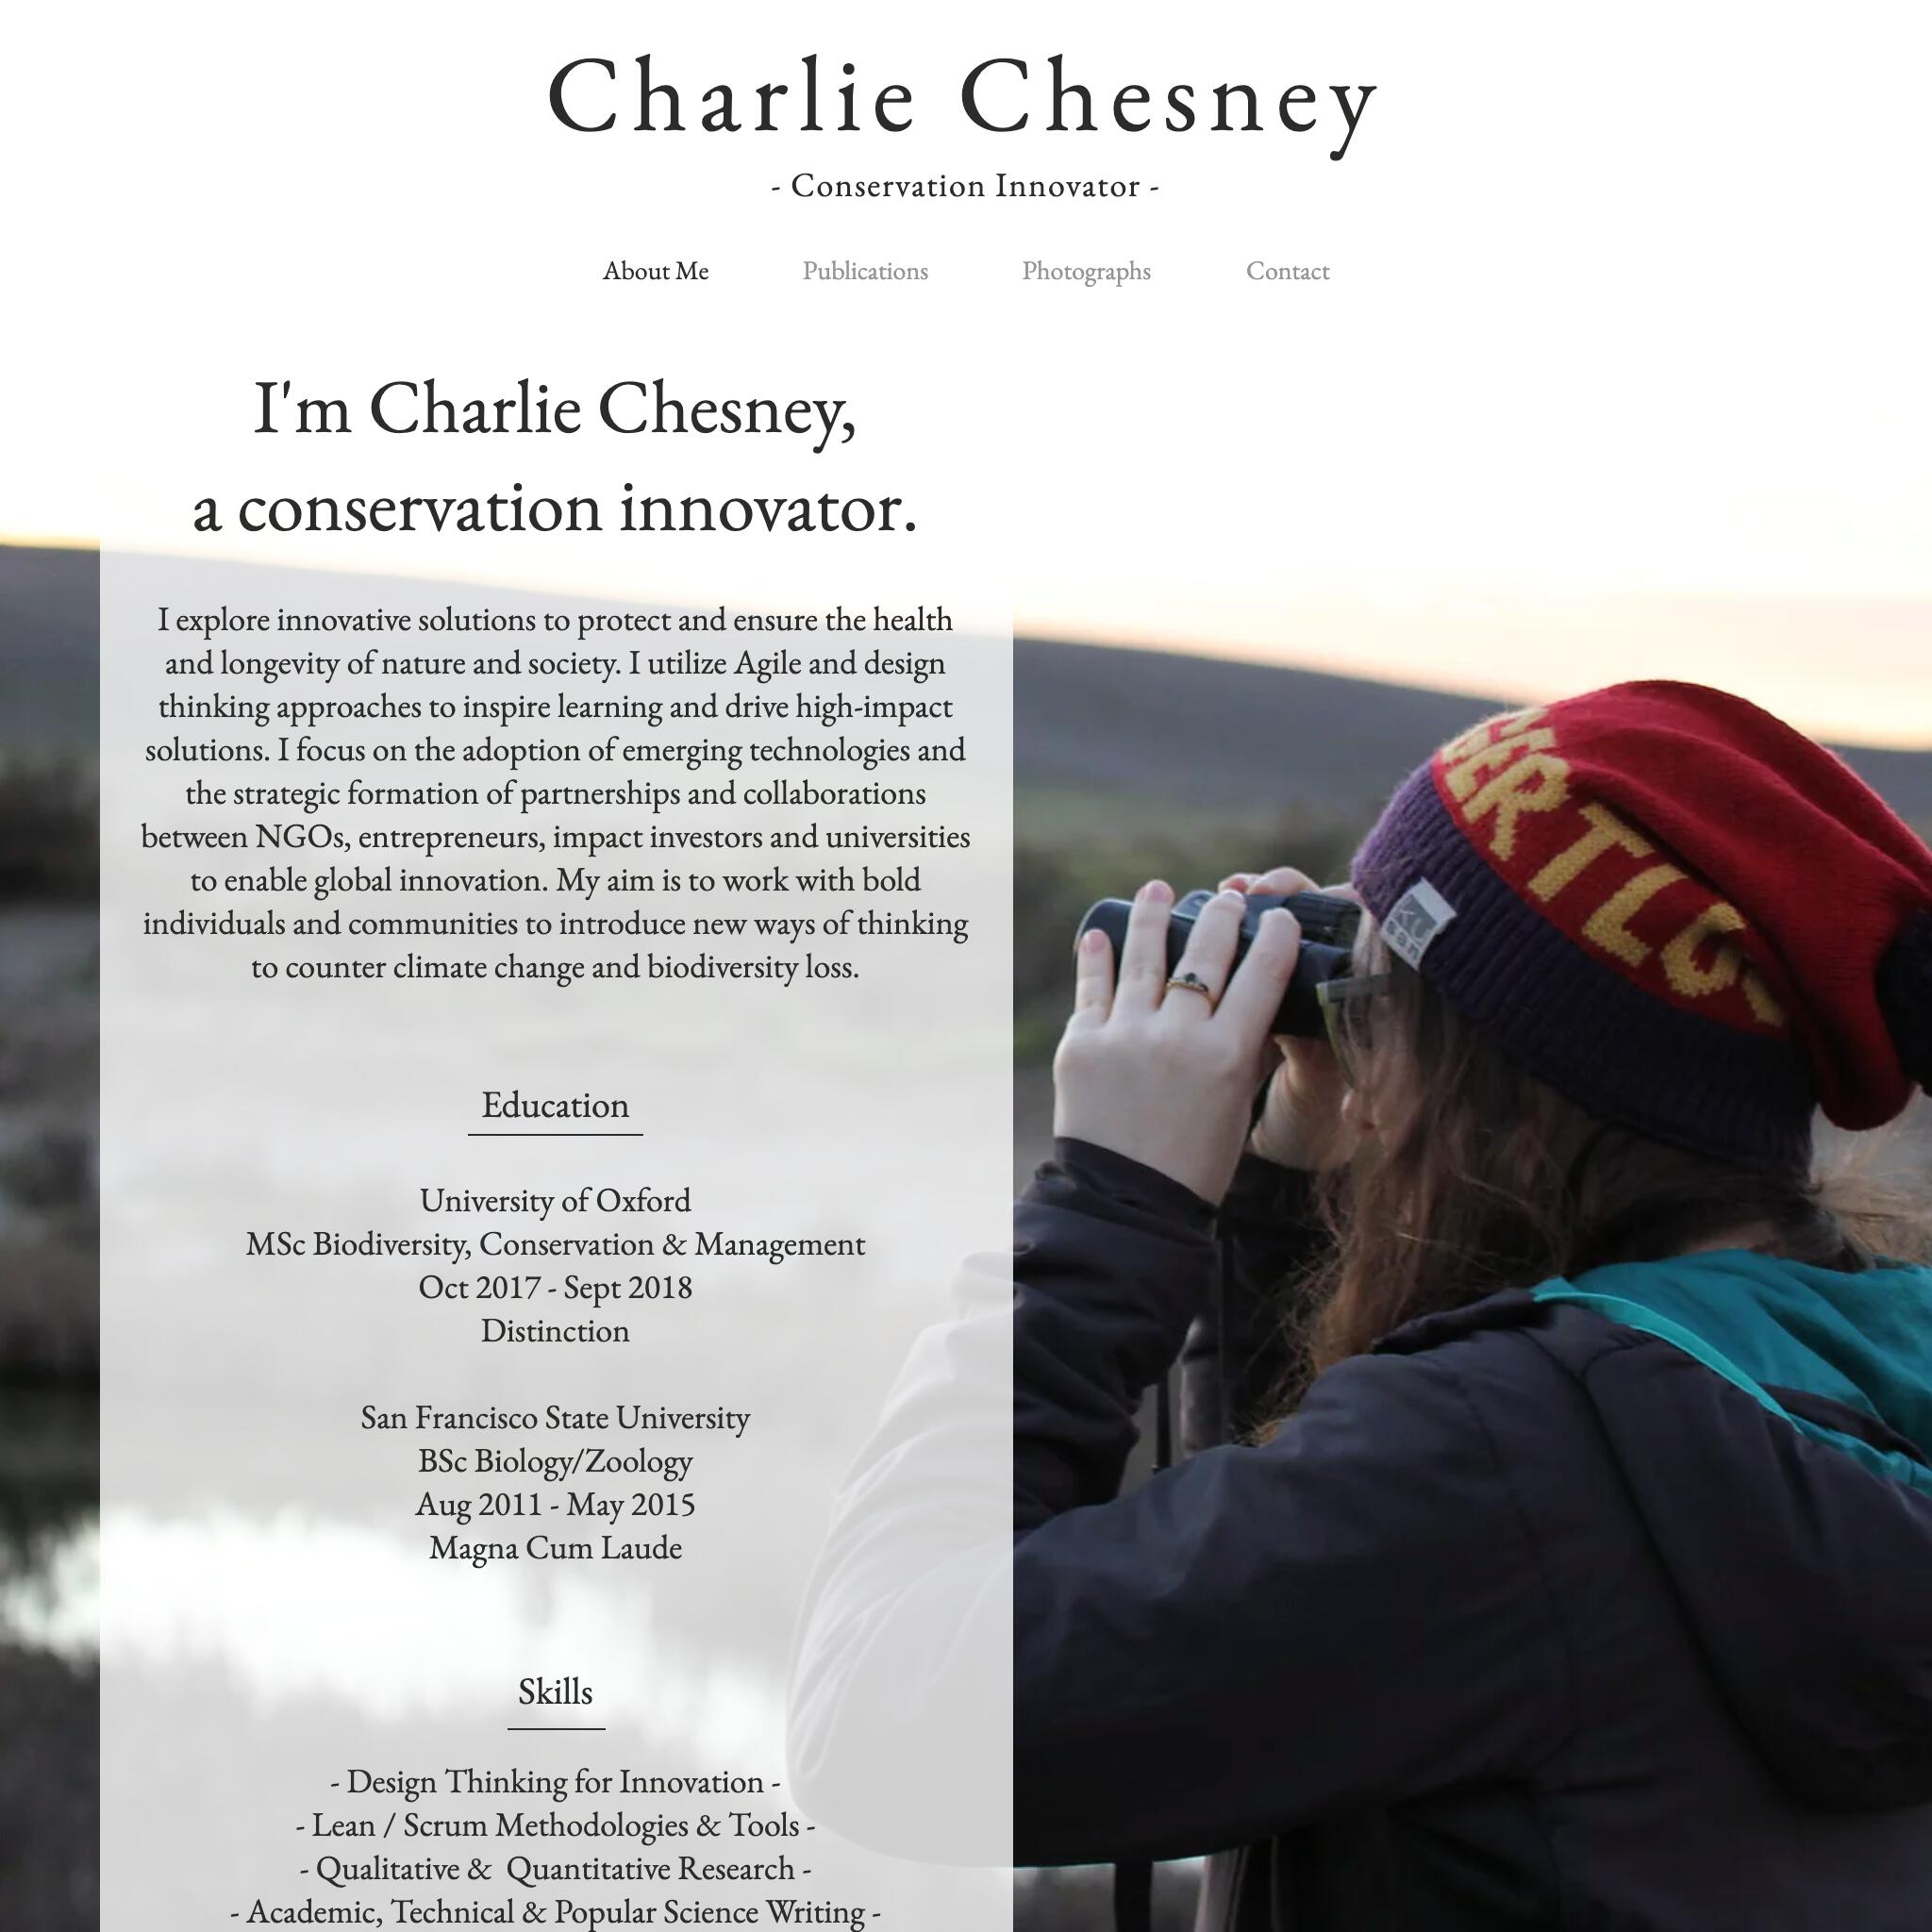 Charlie Chesney
- Conservation Innovator -
About Me Publications Photographs Contact
I'm Charlie Chesney,
a conservation innovator.
I explore innovative solutions to protect and ensure the health
and longevity of nature and society. I utilize Agile and design
thinking approaches to inspire learning and drive high-impact
solutions. I focus on the adoption of emerging technologies and
the strategic formation of partnerships and collaborations
between NGOs, entrepreneurs, impact investors and universities
to enable global innovation. My aim is to work with bold
individuals and communities to introduce new ways of thinking
to counter climate change and biodiversity loss.
Education
University of Oxford
MSc Biodiversity, Conservation & Management
Oct 2017 - Sept 2018
Distinction
San Francisco State University
BSc Biology/Zoology
Aug 2011 - May 2015
Magna Cum Laude
Skills
- Design Thinking for Innovation -
- Lean / Scrum Methodologies & Tools -
- Qualitative &  Quantitative Research -
- Academic, Technical & Popular Science Writing -